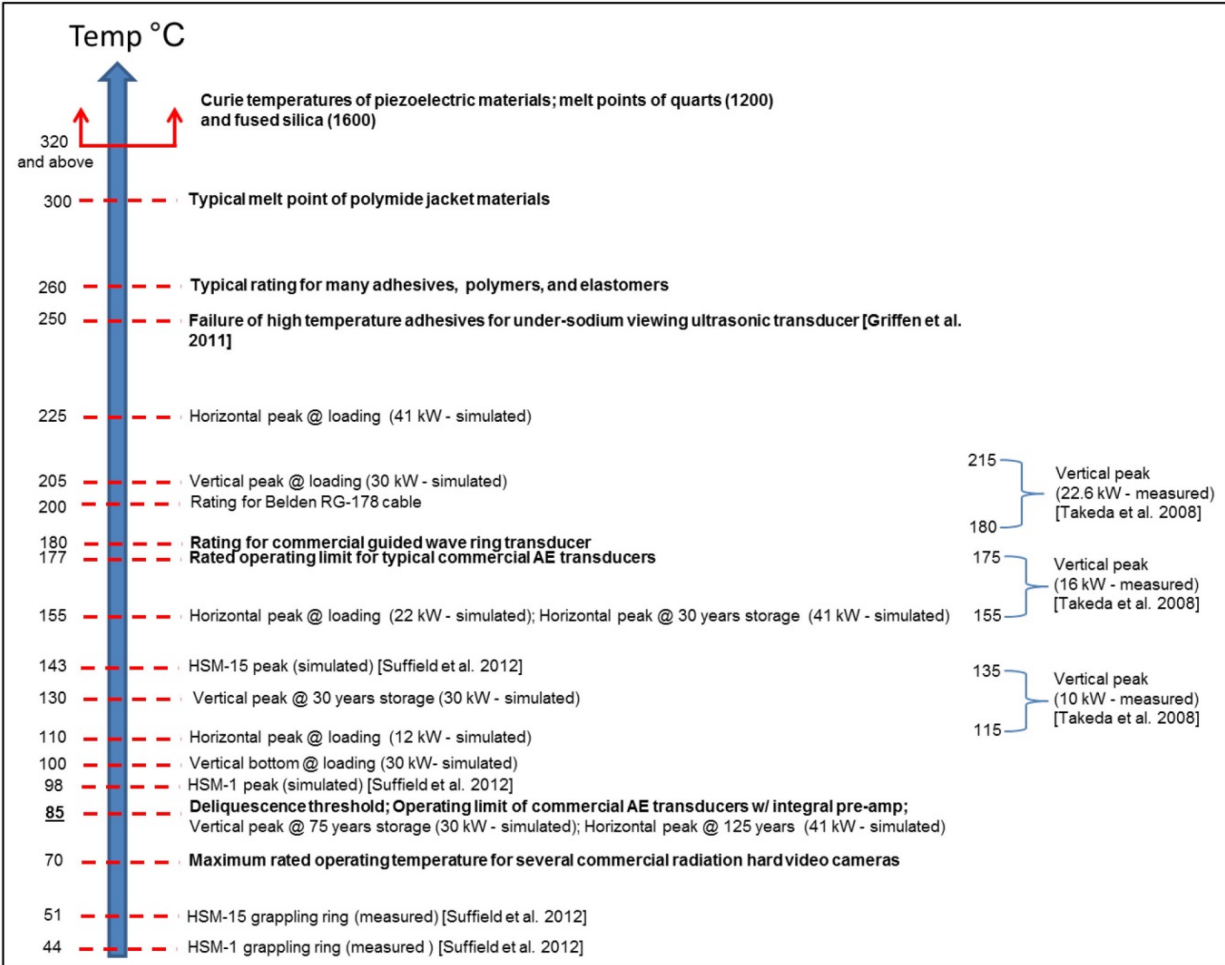 Temp °C
Curie temperatures of piezoelectric materials; melt points of quarts (1200)
and fused silica (1600)
320
and above
300
Typical melt point of polymide jacket materials
260
Typical rating for many adhesives, polymers, and elastomers
250
Failure of high temperature adhesives for under-sodium viewing ultrasonic transducer [Griffen et al.
2011]
225
Horizontal peak @ loading (41 kW - simulated)
205
Vertical peak @ loading (30 kW - simulated)
200
Rating for Belden RG-178 cable
180
Rating for commercial guided wave ring transducer
177
Rated operating limit for typical commercial AE transducers
155
Horizontal peak @ loading (22 kW - simulated); Horizontal peak @ 30 years storage (41 kW - simulated)
143
HSM-15 peak (simulated) [Suffield et al. 2012]
130
Vertical peak @ 30 years storage (30 kW - simulated)
110
Horizontal peak @ loading (12 kW - simulated)
100
Vertical bottom @ loading (30 kW- simulated)
98
HSM-1 peak (simulated) [Suffield et al. 2012]
85
Deliquescence threshold; Operating limit of commercial AE transducers w/ integral pre-amp;
Vertical peak @ 75 years storage (30 kW - simulated); Horizontal peak @ 125 years (41 kW - simulated)
70
Maximum rated operating temperature for several commercial radiation hard video cameras
51
HSM-15 grappling ring (measured) [Suffield et al. 2012]
44
HSM-1 grappling ring (measured ) [Suffield et al. 2012]
215
180
Vertical peak
(22.6 kW - measured)
[Takeda et al. 2008]
175
155
Vertical peak
(16 kW - measured)
[Takeda et al. 2008]
135
115
Vertical peak
(10 kW - measured)
[Takeda et al. 2008]